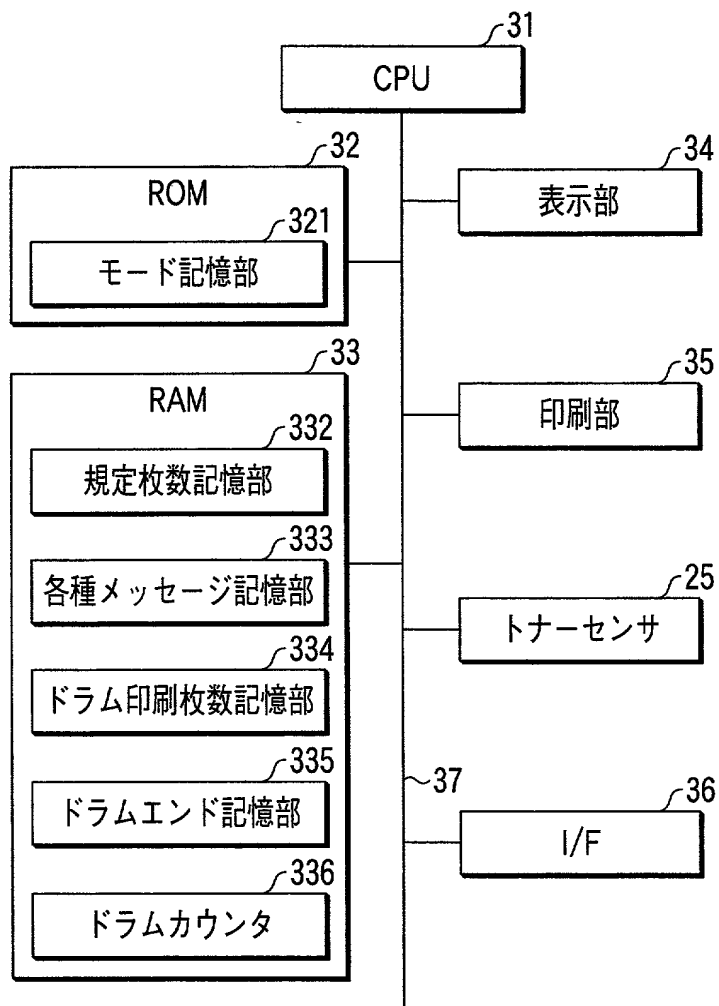 31
CPU
32
ROM
321
モード記憶部
33
RAM
332
規定枚数記憶部
333
各種メッセージ記憶部
334
ドラム印刷枚数記憶部
335
ドラムエンド記憶部
336
ドラムカウンタ
34
表示部
35
印刷部
25
トナーセンサ
37
36
I/F